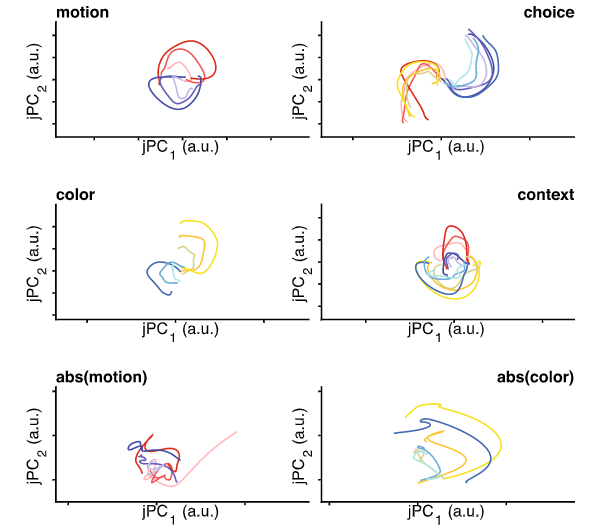 motion
jPC2 (a.u.)
jPC1 (a.u.)
choice
jPC2 (a.u.)
jPC1 (a.u.)
color
jPC2 (a.u.)
jPC1 (a.u.)
context
jPC2 (a.u.)
jPC1 (a.u.)
abs(motion)
jPC2 (a.u.)
jPC1 (a.u.)
abs(color)
jPC2 (a.u.)
jPC1 (a.u.)